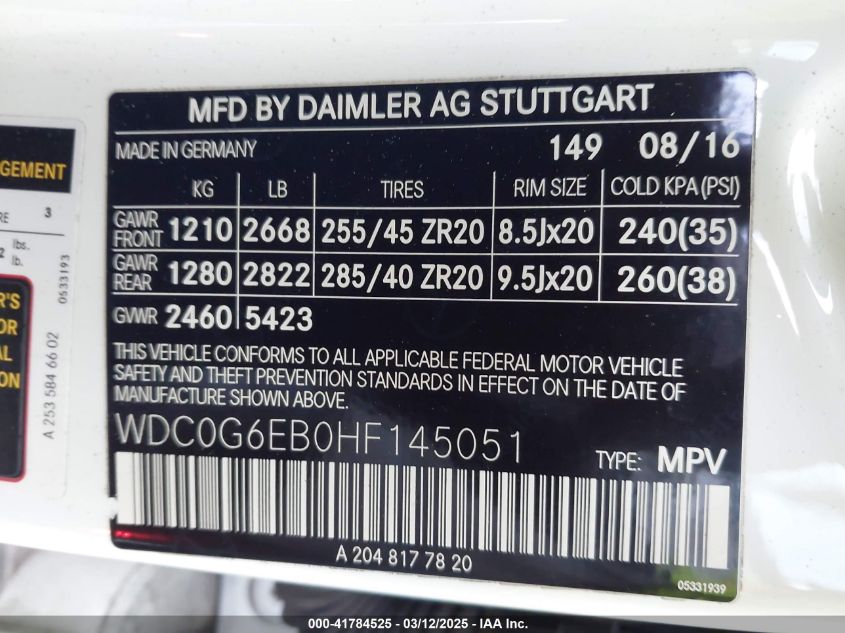 MFD BY DAIMLER AG STUTTGART
MADE IN GERMANY 149 08/16
KG LB TIRES RIM SIZE COLD KPA (PSI)
GAWR FRONT 1210 2668 255/45 ZR20 8.5Jx20 240(35)
GAWR REAR 1280 2822 285/40 ZR20 9.5Jx20 260(38)
GVWR 2460 5423
THIS VEHICLE CONFORMS TO ALL APPLICABLE FEDERAL MOTOR VEHICLE
SAFETY AND THEFT PREVENTION STANDARDS IN EFFECT ON THE DATE OF
MANUFACTURE SHOWN ABOVE.
WDC0G6EB0HF145051
TYPE: MPV
A 204 817 78 20
05331939
3
lbs.
lb.
0533193
A 253 584 66 02
000-41784525 - 03/12/2025 - IAA Inc.